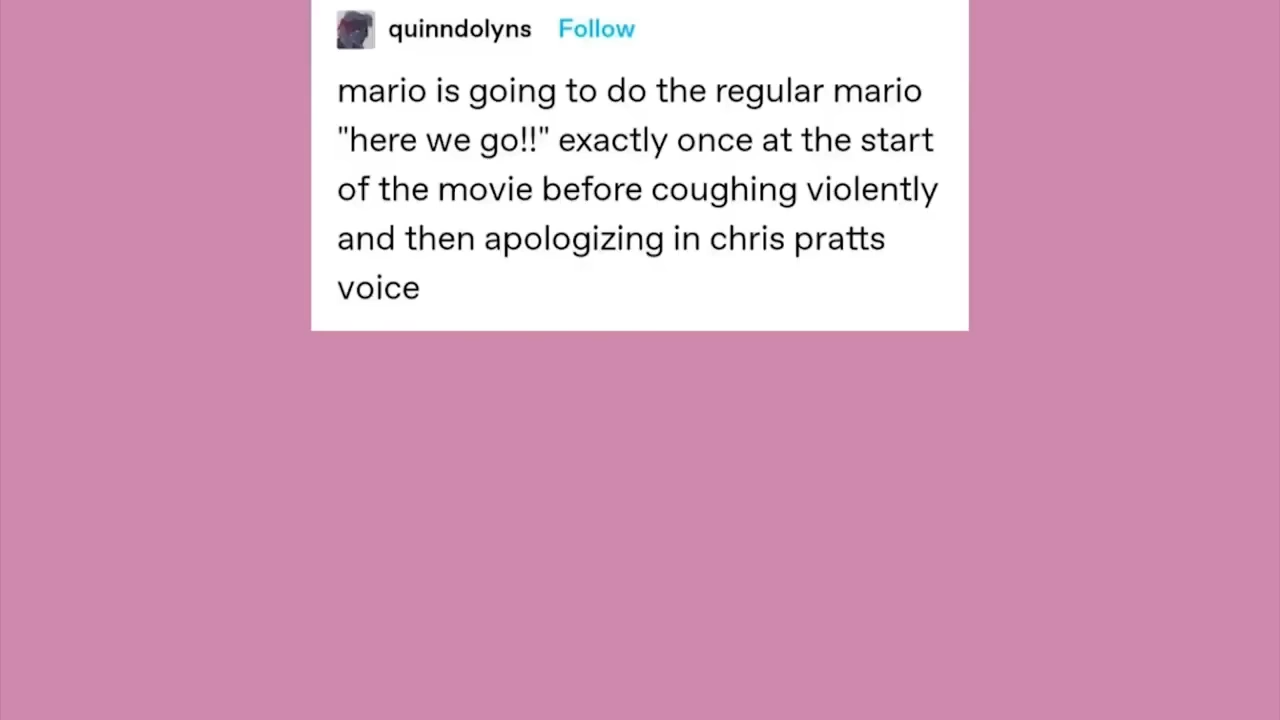 quinndolyns Follow
mario is going to do the regular mario
"here we go!!" exactly once at the start
of the movie before coughing violently
and then apologizing in chris pratts
voice